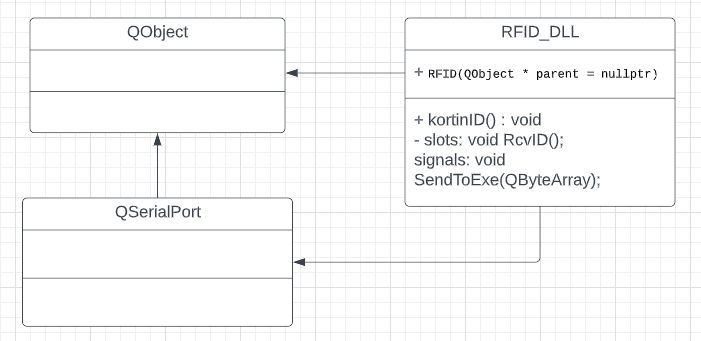 QObject
RFID_DLL
+ RFID(QObject * parent = nullptr)
+ kortinID() : void
- slots: void RcvID();
signals: void
SendToExe(QByteArray);
QSerialPort